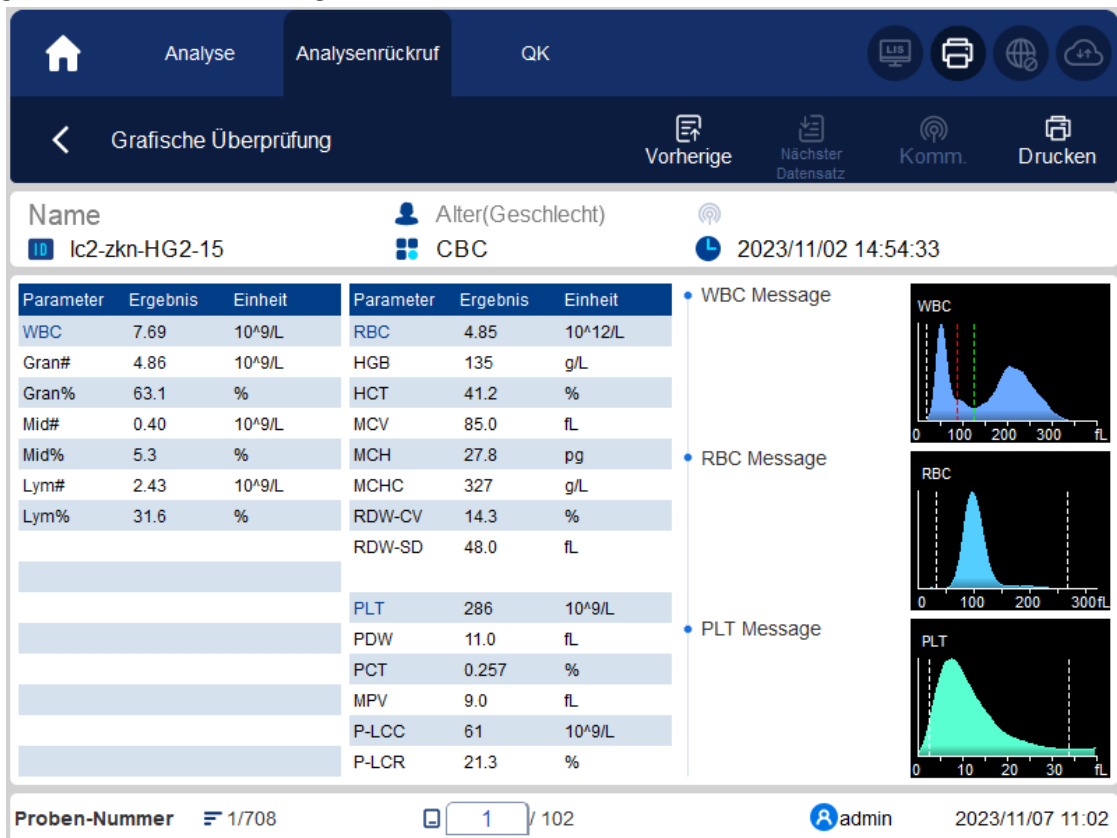 Analyse Analysenrückruf QK LIS
Grafische Überprüfung Vorherige Nächster Datensatz Komm. Drucken
Name Alter(Geschlecht)
ID lc2-zkn-HG2-15 CBC 2023/11/02 14:54:33
Parameter Ergebnis Einheit
WBC 7.69 10^9/L
Gran# 4.86 10^9/L
Gran% 63.1 %
Mid# 0.40 10^9/L
Mid% 5.3 %
Lym# 2.43 10^9/L
Lym% 31.6 %
Parameter Ergebnis Einheit
RBC 4.85 10^12/L
HGB 135 g/L
HCT 41.2 %
MCV 85.0 fL
MCH 27.8 pg
MCHC 327 g/L
RDW-CV 14.3 %
RDW-SD 48.0 fL
PLT 286 10^9/L
PDW 11.0 fL
PCT 0.257 %
MPV 9.0 fL
P-LCC 61 10^9/L
P-LCR 21.3 %
WBC Message
RBC Message
PLT Message
WBC
0 100 200 300 fL
RBC
0 100 200 300fL
PLT
0 10 20 30 fL
Proben-Nummer 1/708 1 / 102 admin 2023/11/07 11:02